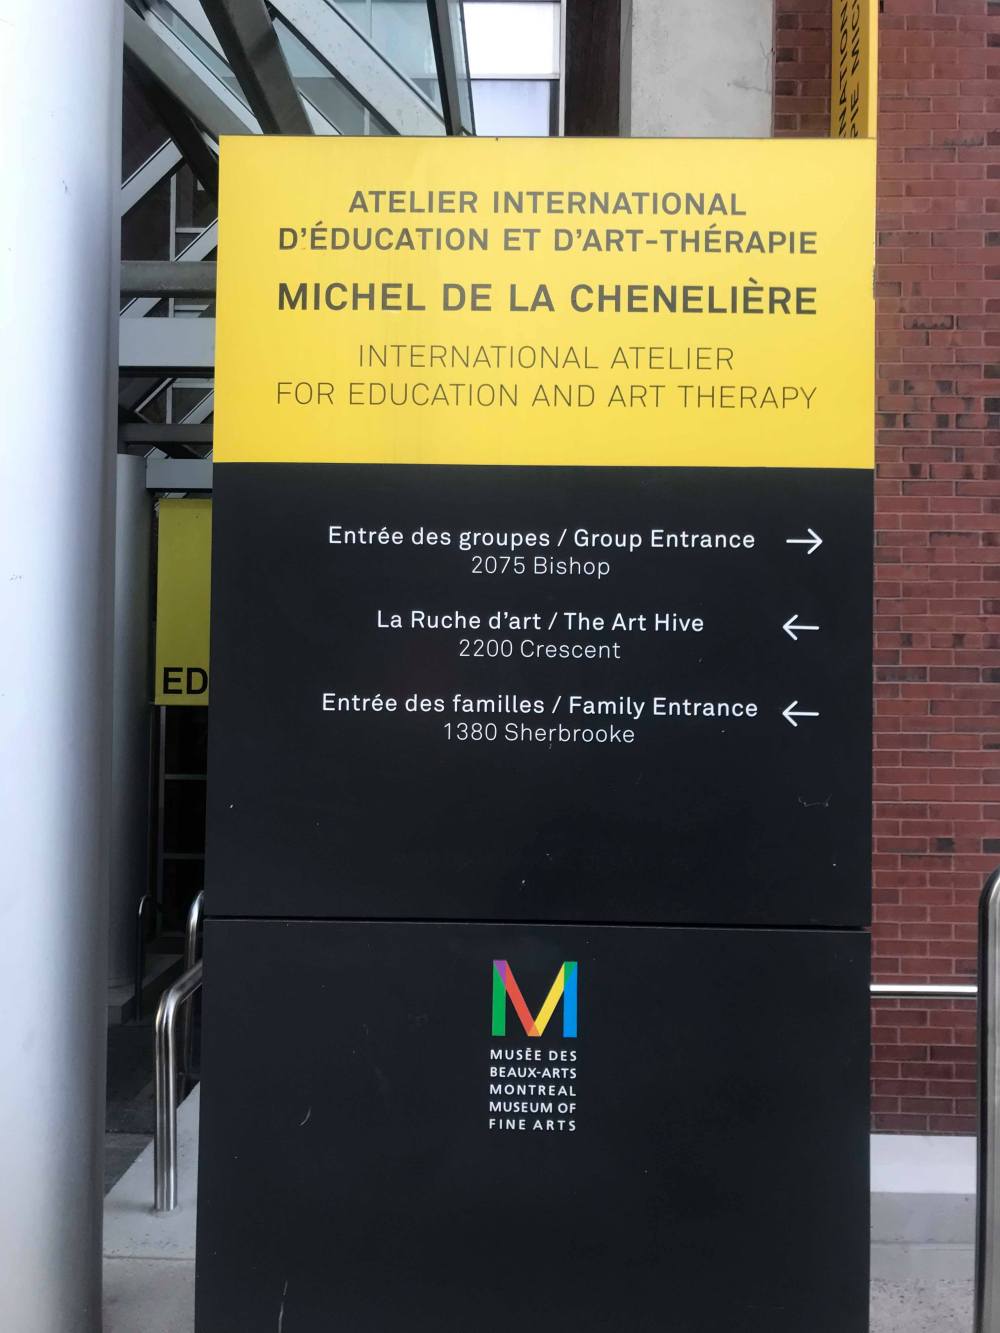 ATELIER INTERNATIONAL
D'ÉDUCATION ET D'ART-THÉRAPIE
MICHEL DE LA CHENELIÈRE
INTERNATIONAL ATELIER
FOR EDUCATION AND ART THERAPY
Entrée des groupes / Group Entrance →
2075 Bishop
La Ruche d'art / The Art Hive ←
2200 Crescent
Entrée des familles / Family Entrance ←
1380 Sherbrooke
ED
M
MUSÉE DES
BEAUX-ARTS
MONTREAL
MUSEUM OF
FINE ARTS